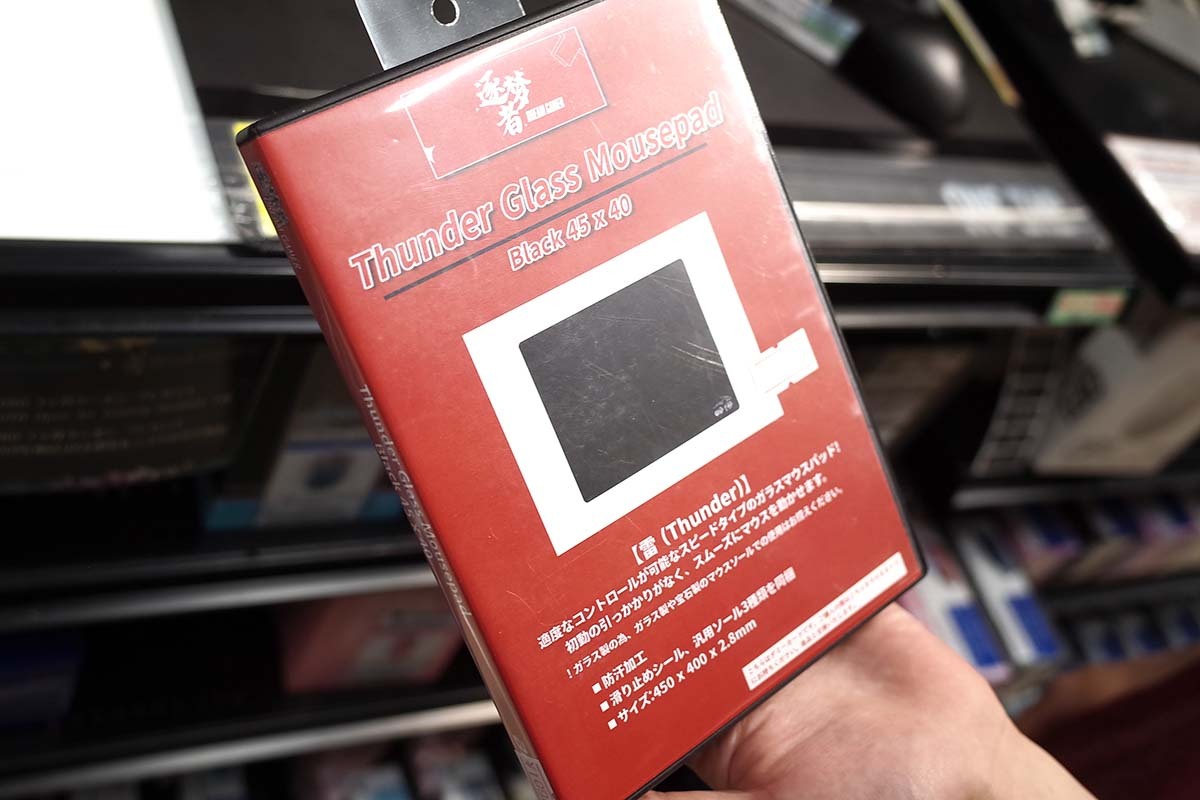 逐梦者
DREAM CHASER
Thunder Glass Mousepad
Black 45 x 40
【雷 (Thunder)】
適度なコントロールが可能なスピードタイプのガラスマウスパッド!
初動の引っかかりがなく、スムーズにマウスを動かせます。
!ガラス製の為、ガラス製や宝石製のマウスソールでの使用はお控えください。
■ 防汗加工
■ 滑り止めシール、汎用ソール3種類を同梱
■ サイズ:450 x 400 x 2.8mm
Thunder Glass Mousepad